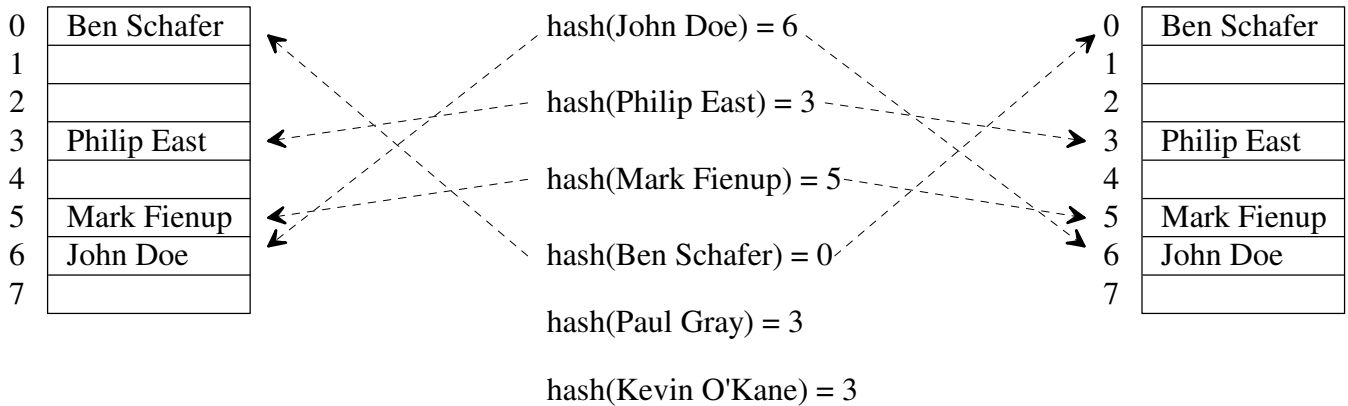 0 Ben Schafer hash(John Doe) = 6 0 Ben Schafer
1 1
2 hash(Philip East) = 3 2
3 Philip East 3 Philip East
4 hash(Mark Fienup) = 5 4
5 Mark Fienup 5 Mark Fienup
6 John Doe hash(Ben Schafer) = 0 6 John Doe
7 7
hash(Paul Gray) = 3
hash(Kevin O'Kane) = 3